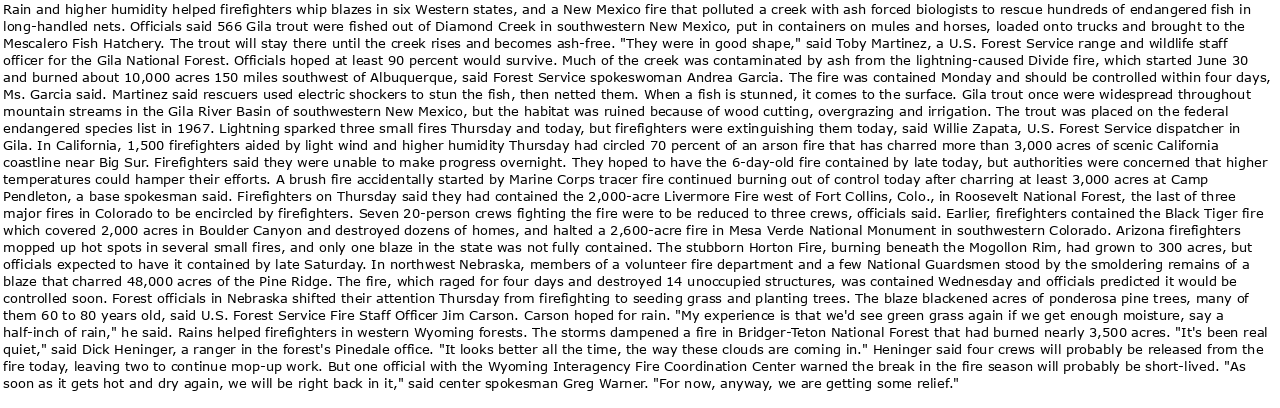 Rain and higher humidity helped firefighters whip blazes in six Western states, and a New Mexico fire that polluted a creek with ash forced biologists to rescue hundreds of endangered fish in
long-handled nets. Officials said 566 Gila trout were fished out of Diamond Creek in southwestern New Mexico, put in containers on mules and horses, loaded onto trucks and brought to the
Mescalero Fish Hatchery. The trout will stay there until the creek rises and becomes ash-free. "They were in good shape," said Toby Martinez, a U.S. Forest Service range and wildlife staff
officer for the Gila National Forest. Officials hoped at least 90 percent would survive. Much of the creek was contaminated by ash from the lightning-caused Divide fire, which started June 30
and burned about 10,000 acres 150 miles southwest of Albuquerque, said Forest Service spokeswoman Andrea Garcia. The fire was contained Monday and should be controlled within four days,
Ms. Garcia said. Martinez said rescuers used electric shockers to stun the fish, then netted them. When a fish is stunned, it comes to the surface. Gila trout once were widespread throughout
mountain streams in the Gila River Basin of southwestern New Mexico, but the habitat was ruined because of wood cutting, overgrazing and irrigation. The trout was placed on the federal
endangered species list in 1967. Lightning sparked three small fires Thursday and today, but firefighters were extinguishing them today, said Willie Zapata, U.S. Forest Service dispatcher in
Gila. In California, 1,500 firefighters aided by light wind and higher humidity Thursday had circled 70 percent of an arson fire that has charred more than 3,000 acres of scenic California
coastline near Big Sur. Firefighters said they were unable to make progress overnight. They hoped to have the 6-day-old fire contained by late today, but authorities were concerned that higher
temperatures could hamper their efforts. A brush fire accidentally started by Marine Corps tracer fire continued burning out of control today after charring at least 3,000 acres at Camp
Pendleton, a base spokesman said. Firefighters on Thursday said they had contained the 2,000-acre Livermore Fire west of Fort Collins, Colo., in Roosevelt National Forest, the last of three
major fires in Colorado to be encircled by firefighters. Seven 20-person crews fighting the fire were to be reduced to three crews, officials said. Earlier, firefighters contained the Black Tiger fire
which covered 2,000 acres in Boulder Canyon and destroyed dozens of homes, and halted a 2,600-acre fire in Mesa Verde National Monument in southwestern Colorado. Arizona firefighters
mopped up hot spots in several small fires, and only one blaze in the state was not fully contained. The stubborn Horton Fire, burning beneath the Mogollon Rim, had grown to 300 acres, but
officials expected to have it contained by late Saturday. In northwest Nebraska, members of a volunteer fire department and a few National Guardsmen stood by the smoldering remains of a
blaze that charred 48,000 acres of the Pine Ridge. The fire, which raged for four days and destroyed 14 unoccupied structures, was contained Wednesday and officials predicted it would be
controlled soon. Forest officials in Nebraska shifted their attention Thursday from firefighting to seeding grass and planting trees. The blaze blackened acres of ponderosa pine trees, many of
them 60 to 80 years old, said U.S. Forest Service Fire Staff Officer Jim Carson. Carson hoped for rain. "My experience is that we'd see green grass again if we get enough moisture, say a
half-inch of rain," he said. Rains helped firefighters in western Wyoming forests. The storms dampened a fire in Bridger-Teton National Forest that had burned nearly 3,500 acres. "It's been real
quiet," said Dick Heninger, a ranger in the forest's Pinedale office. "It looks better all the time, the way these clouds are coming in." Heninger said four crews will probably be released from the
fire today, leaving two to continue mop-up work. But one official with the Wyoming Interagency Fire Coordination Center warned the break in the fire season will probably be short-lived. "As
soon as it gets hot and dry again, we will be right back in it," said center spokesman Greg Warner. "For now, anyway, we are getting some relief."